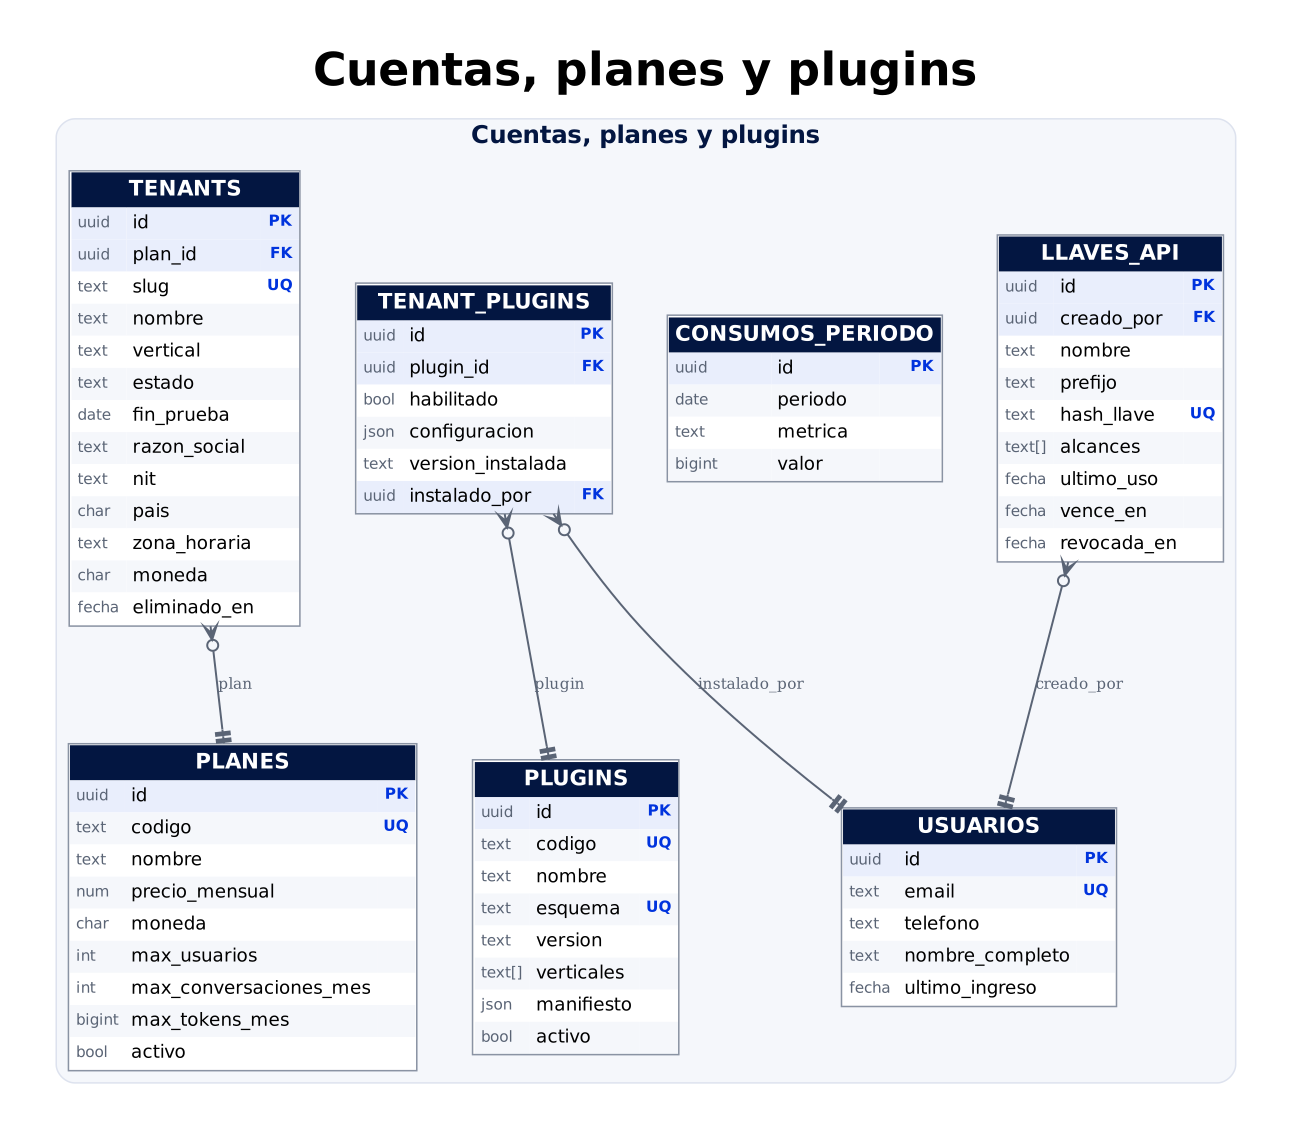 Cuentas, planes y plugins
Cuentas, planes y plugins
TENANTS
uuid id PK
uuid plan_id FK
text slug UQ
text nombre
text vertical
text estado
date fin_prueba
text razon_social
text nit
char pais
text zona_horaria
char moneda
fecha eliminado_en
TENANT_PLUGINS
uuid id PK
uuid plugin_id FK
bool habilitado
json configuracion
text version_instalada
uuid instalado_por FK
CONSUMOS_PERIODO
uuid id PK
date periodo
text metrica
bigint valor
LLAVES_API
uuid id PK
uuid creado_por FK
text nombre
text prefijo
text hash_llave UQ
text[] alcances
fecha ultimo_uso
fecha vence_en
fecha revocada_en
plan
plugin
instalado_por
creado_por
PLANES
uuid id PK
text codigo UQ
text nombre
num precio_mensual
char moneda
int max_usuarios
int max_conversaciones_mes
bigint max_tokens_mes
bool activo
PLUGINS
uuid id PK
text codigo UQ
text nombre
text esquema UQ
text version
text[] verticales
json manifiesto
bool activo
USUARIOS
uuid id PK
text email UQ
text telefono
text nombre_completo
fecha ultimo_ingreso